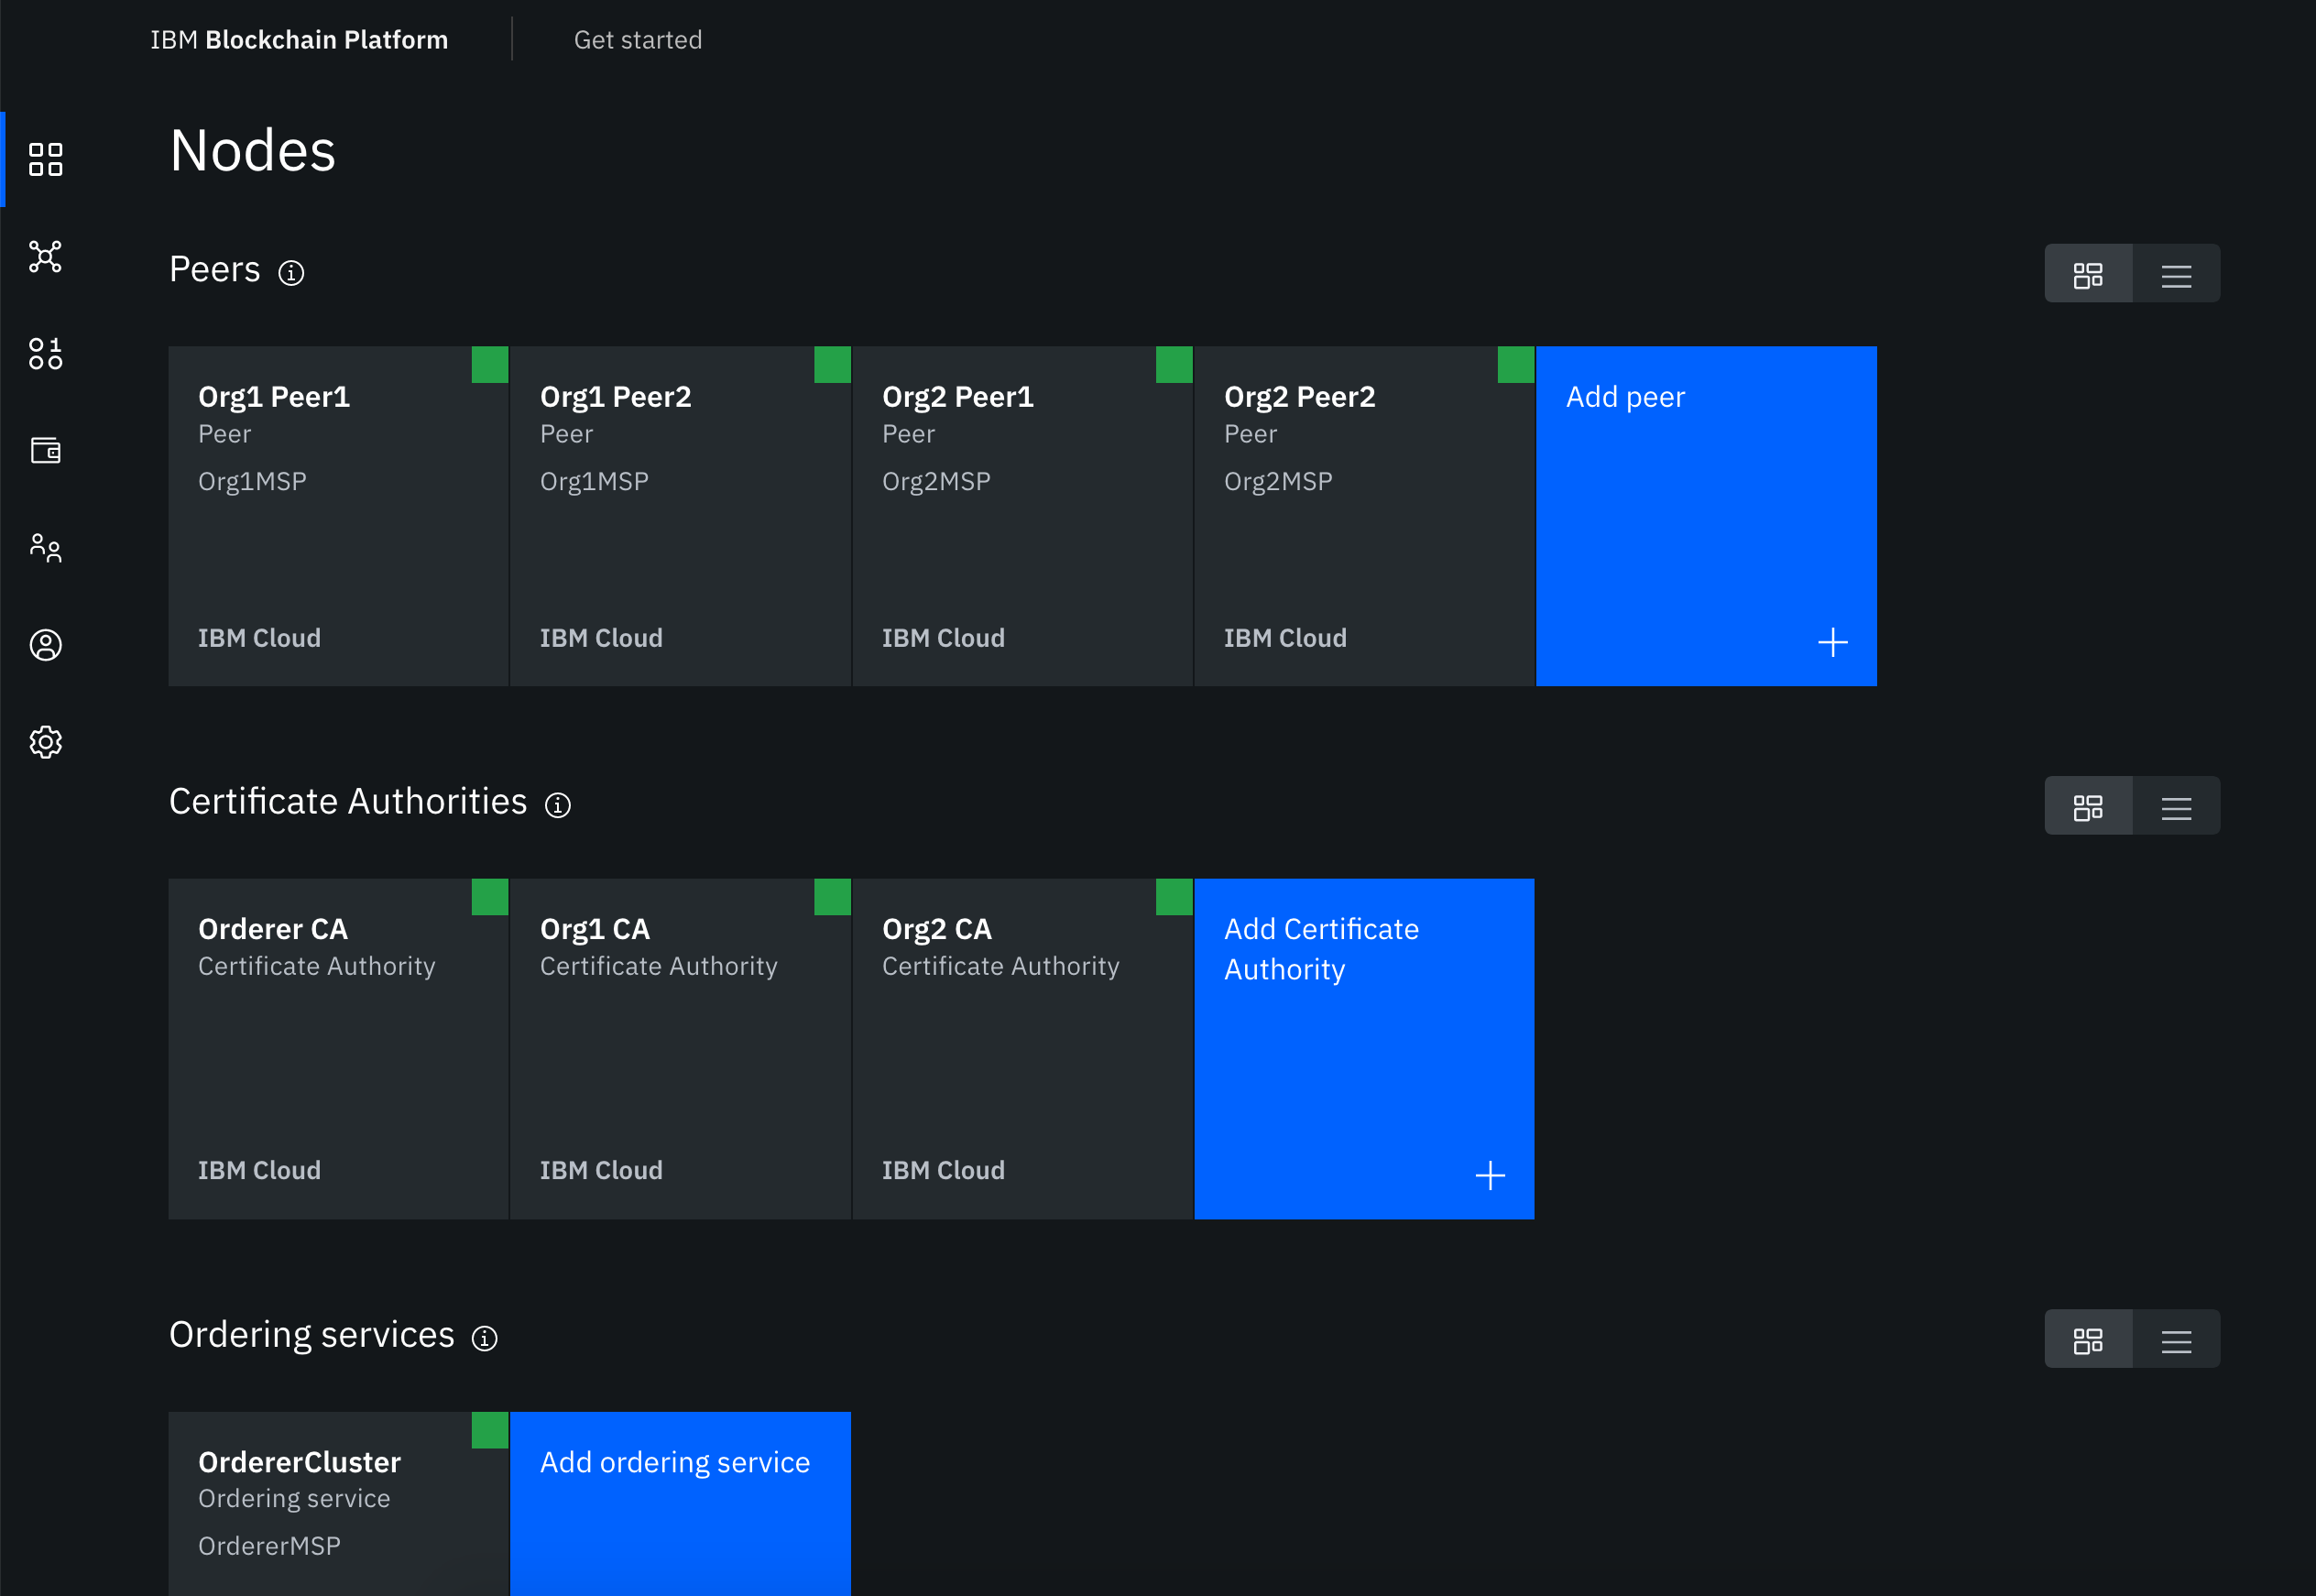 IBM Blockchain Platform
Get started
Nodes
Peers
Org1 Peer1
Peer
Org1MSP
IBM Cloud
Org1 Peer2
Peer
Org1MSP
IBM Cloud
Org2 Peer1
Peer
Org2MSP
IBM Cloud
Org2 Peer2
Peer
Org2MSP
IBM Cloud
Add peer
Certificate Authorities
Orderer CA
Certificate Authority
IBM Cloud
Org1 CA
Certificate Authority
IBM Cloud
Org2 CA
Certificate Authority
IBM Cloud
Add Certificate
Authority
Ordering services
OrdererCluster
Ordering service
OrdererMSP
Add ordering service